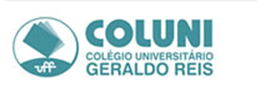 COLUNI
COLÉGIO UNIVERSITÁRIO
GERALDO REIS
uff